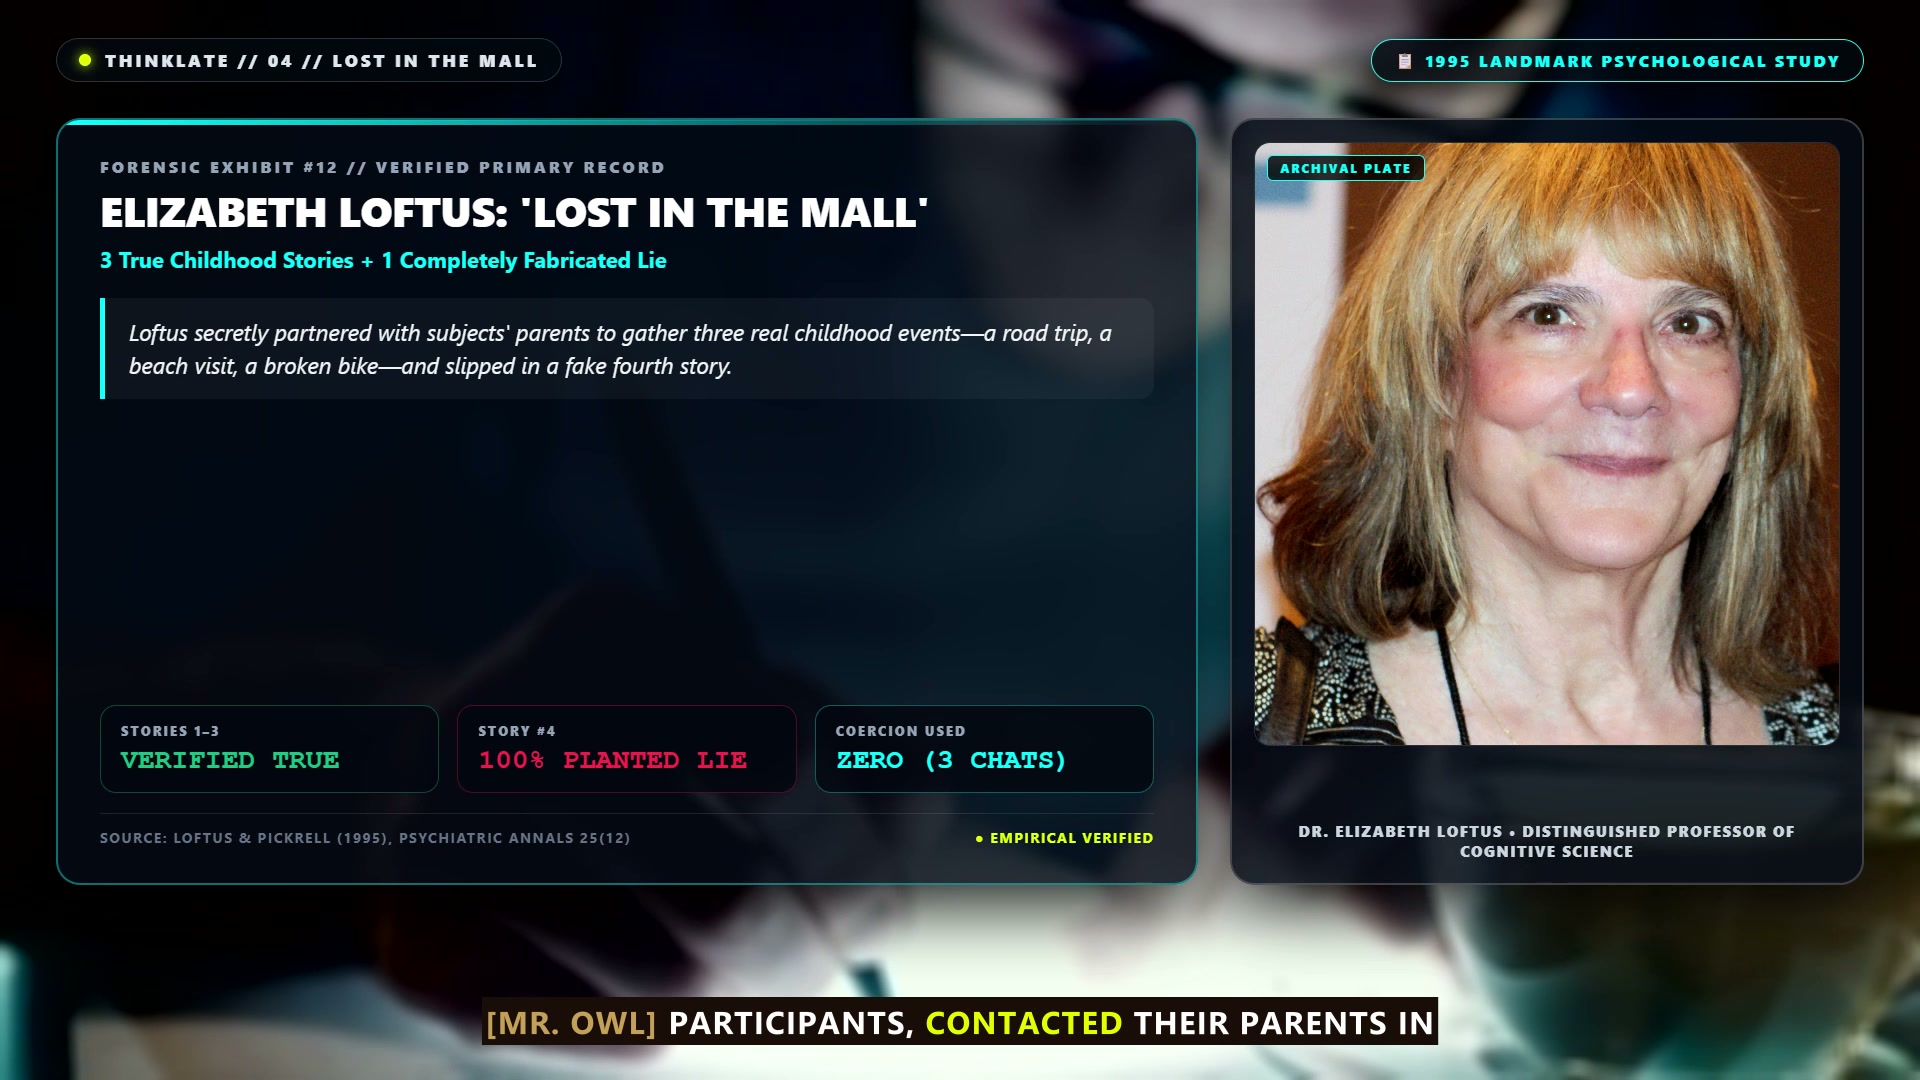 THINKLATE // 04 // LOST IN THE MALL
1995 LANDMARK PSYCHOLOGICAL STUDY
FORENSIC EXHIBIT #12 // VERIFIED PRIMARY RECORD
ELIZABETH LOFTUS: 'LOST IN THE MALL'
3 True Childhood Stories + 1 Completely Fabricated Lie
Loftus secretly partnered with subjects' parents to gather three real childhood events—a road trip, a
beach visit, a broken bike—and slipped in a fake fourth story.
STORIES 1–3
VERIFIED TRUE
STORY #4
100% PLANTED LIE
COERCION USED
ZERO (3 CHATS)
SOURCE: LOFTUS & PICKRELL (1995), PSYCHIATRIC ANNALS 25(12)
● EMPIRICAL VERIFIED
ARCHIVAL PLATE
DR. ELIZABETH LOFTUS • DISTINGUISHED PROFESSOR OF
COGNITIVE SCIENCE
[MR. OWL] PARTICIPANTS, CONTACTED THEIR PARENTS IN